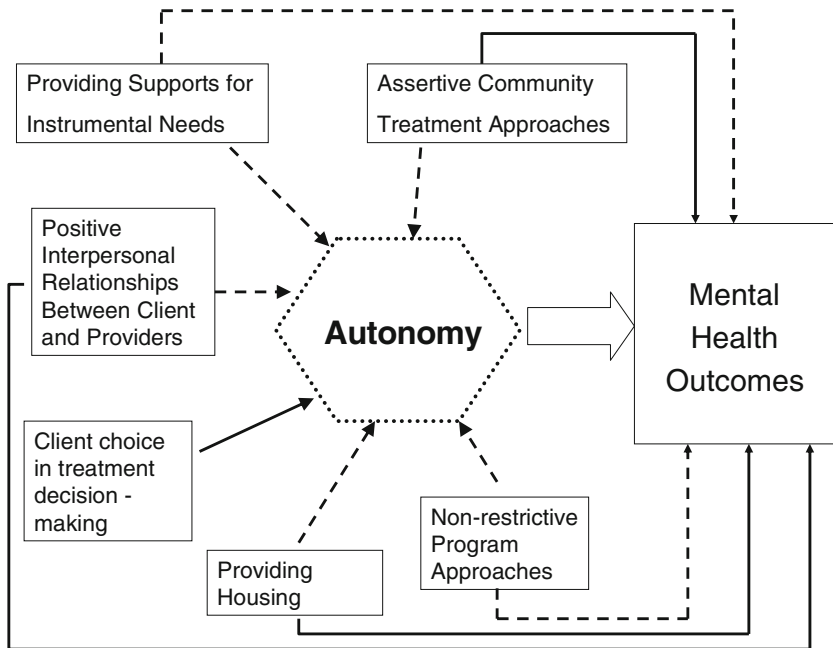 Providing Supports for
Instrumental Needs
Assertive Community
Treatment Approaches
Positive
Interpersonal
Relationships
Between Client
and Providers
Autonomy
Mental
Health
Outcomes
Client choice
in treatment
decision -
making
Non-restrictive
Program
Approaches
Providing
Housing